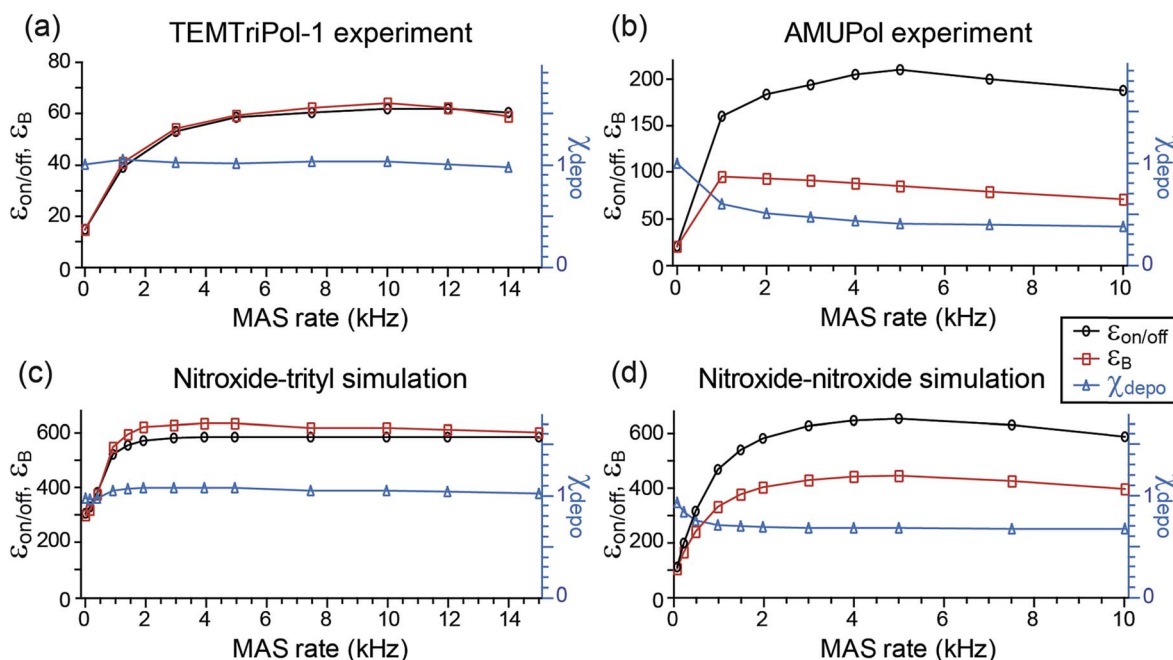 (a) TEMTriPol-1 experiment
80
60
40
20
0
ε_on/off, ε_B
1
0
χ_depo
0 2 4 6 8 10 12 14
MAS rate (kHz)
(b) AMUPol experiment
200
150
100
50
0
ε_on/off, ε_B
1
0
χ_depo
0 2 4 6 8 10
MAS rate (kHz)
ε_on/off
ε_B
χ_depo
(c) Nitroxide-trityl simulation
600
400
200
0
ε_on/off, ε_B
1
0
χ_depo
0 2 4 6 8 10 12 14
MAS rate (kHz)
(d) Nitroxide-nitroxide simulation
600
400
200
0
ε_on/off, ε_B
1
0
χ_depo
0 2 4 6 8 10
MAS rate (kHz)